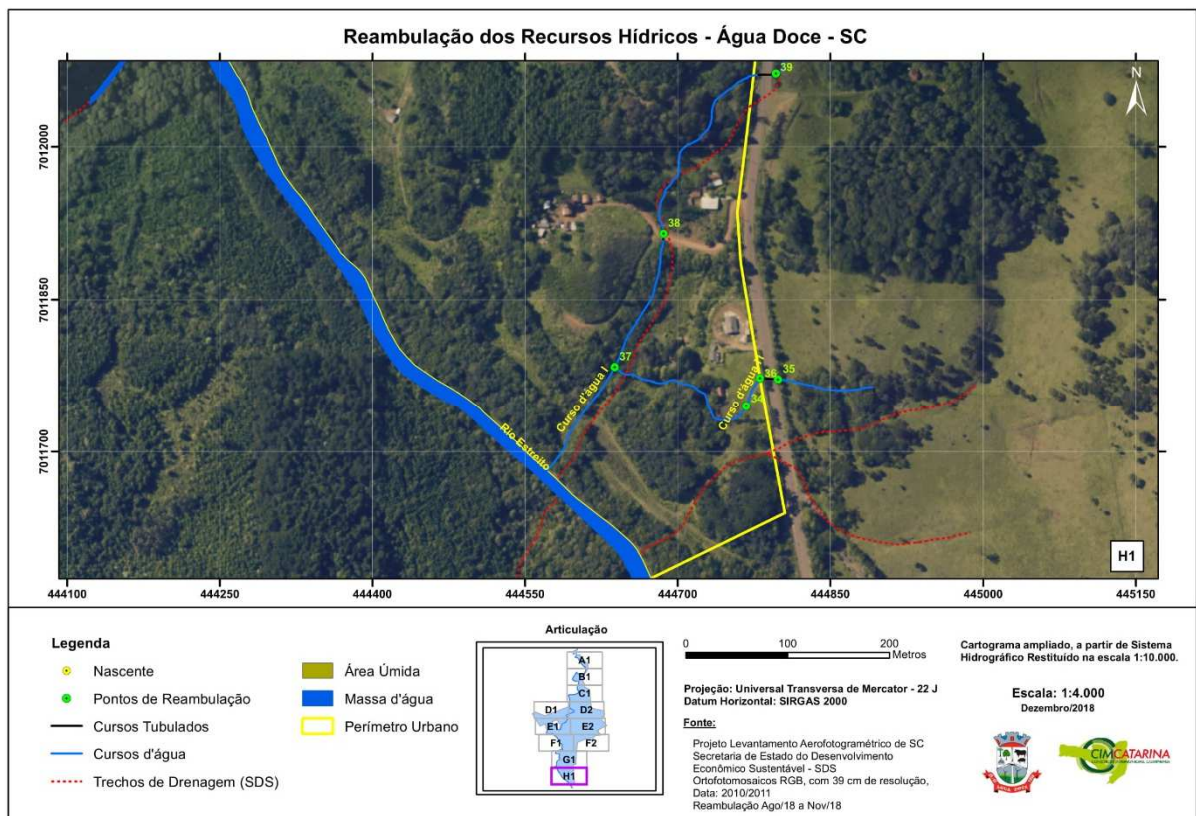 Reambulação dos Recursos Hídricos - Água Doce - SC
N
39
7012000
38
7011850
37
36
35
34
Curso d'água I
Curso d'água
Rio Estreito
7011700
H1
444100
444250
444400
444550
444700
444850
445000
445150
Legenda
Nascente
Pontos de Reambulação
Cursos Tubulados
Cursos d'água
Trechos de Drenagem (SDS)
Área Úmida
Massa d'água
Perímetro Urbano
Articulação
A1
B1
C1
D1
D2
E1
E2
F1
F2
G1
H1
0
100
200
Metros
Projeção: Universal Transversa de Mercator - 22 J
Datum Horizontal: SIRGAS 2000
Fonte:
Projeto Levantamento Aerofotogramétrico de SC
Secretaria de Estado do Desenvolvimento
Econômico Sustentável - SDS
Ortofotomosaicos RGB, com 39 cm de resolução,
Data: 2010/2011
Reambulação Ago/18 a Nov/18
Cartograma ampliado, a partir de Sistema
Hidrográfico Restituído na escala 1:10.000.
Escala: 1:4.000
Dezembro/2018
CIMCATARINA